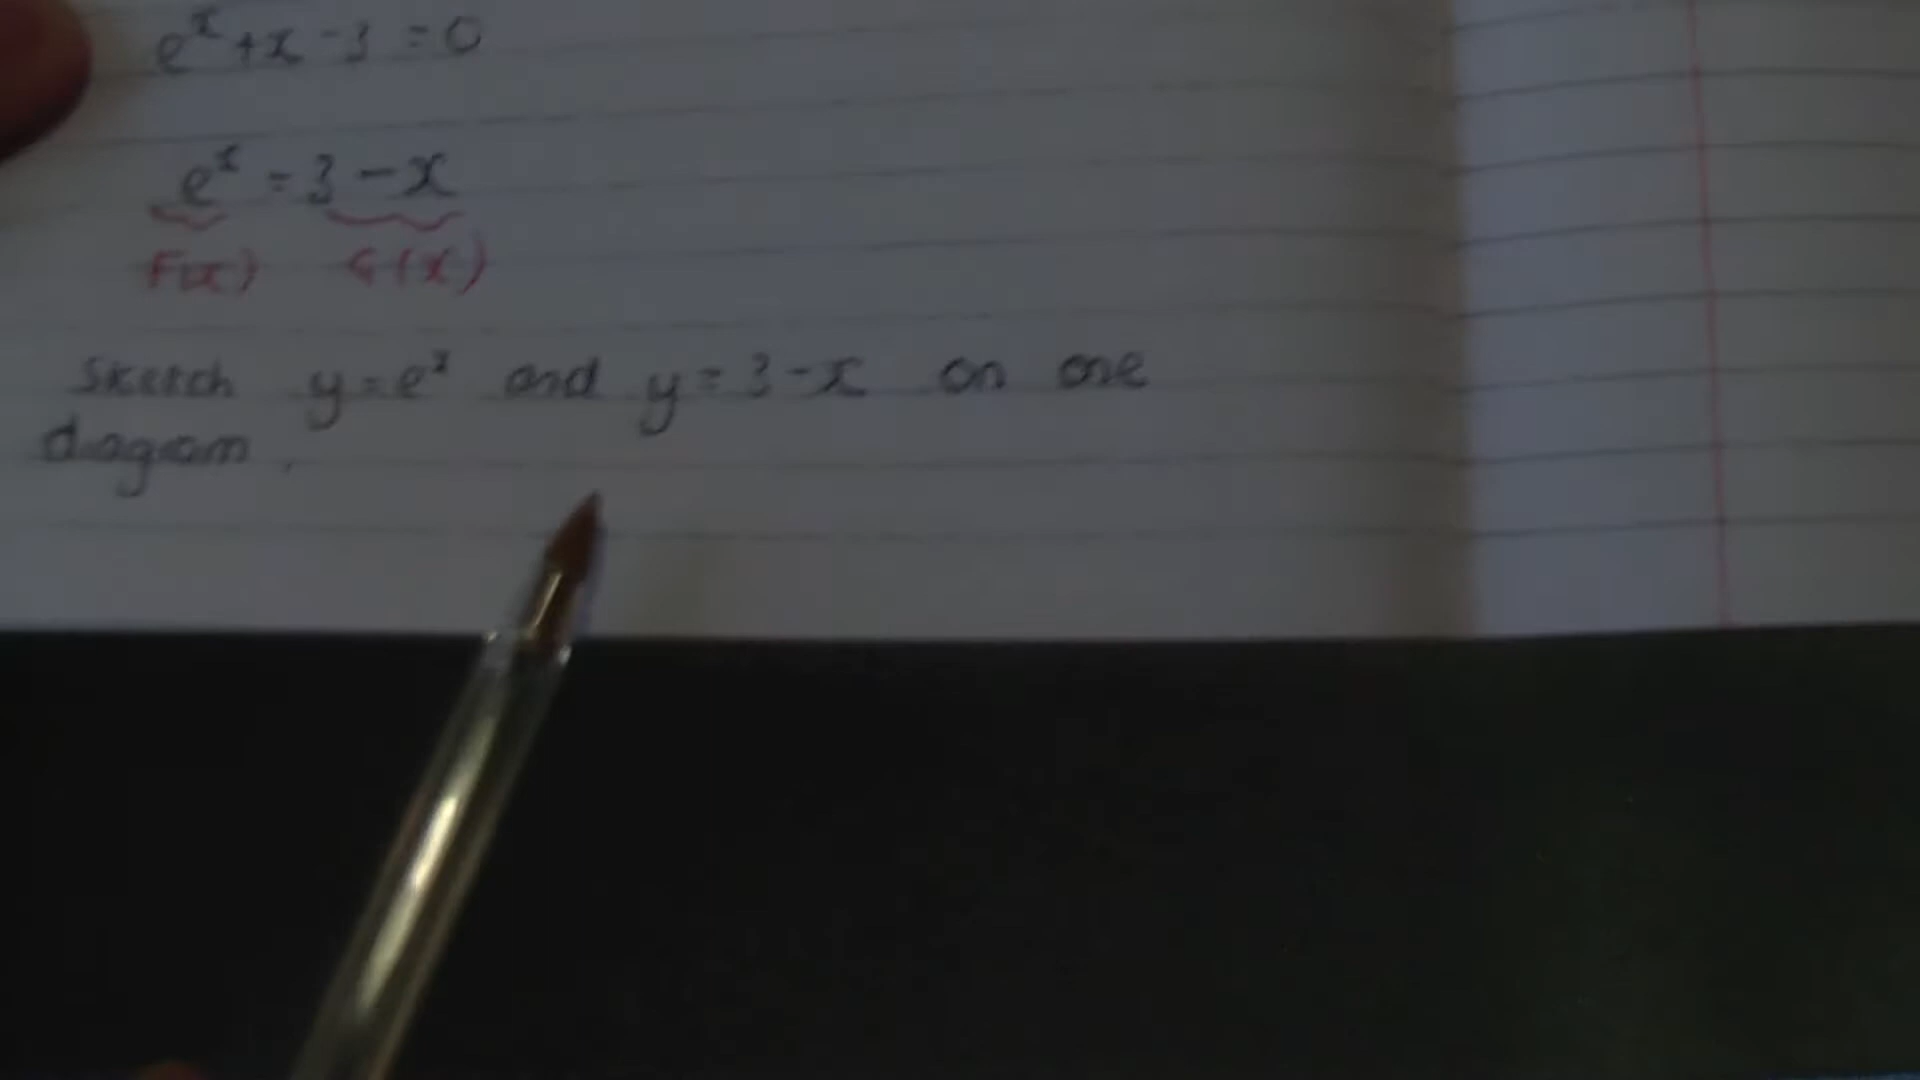 e^x + x - 3 = 0
e^x = 3 - x
F(x) G(x)
Sketch y = e^x and y = 3 - x on one
diagram.